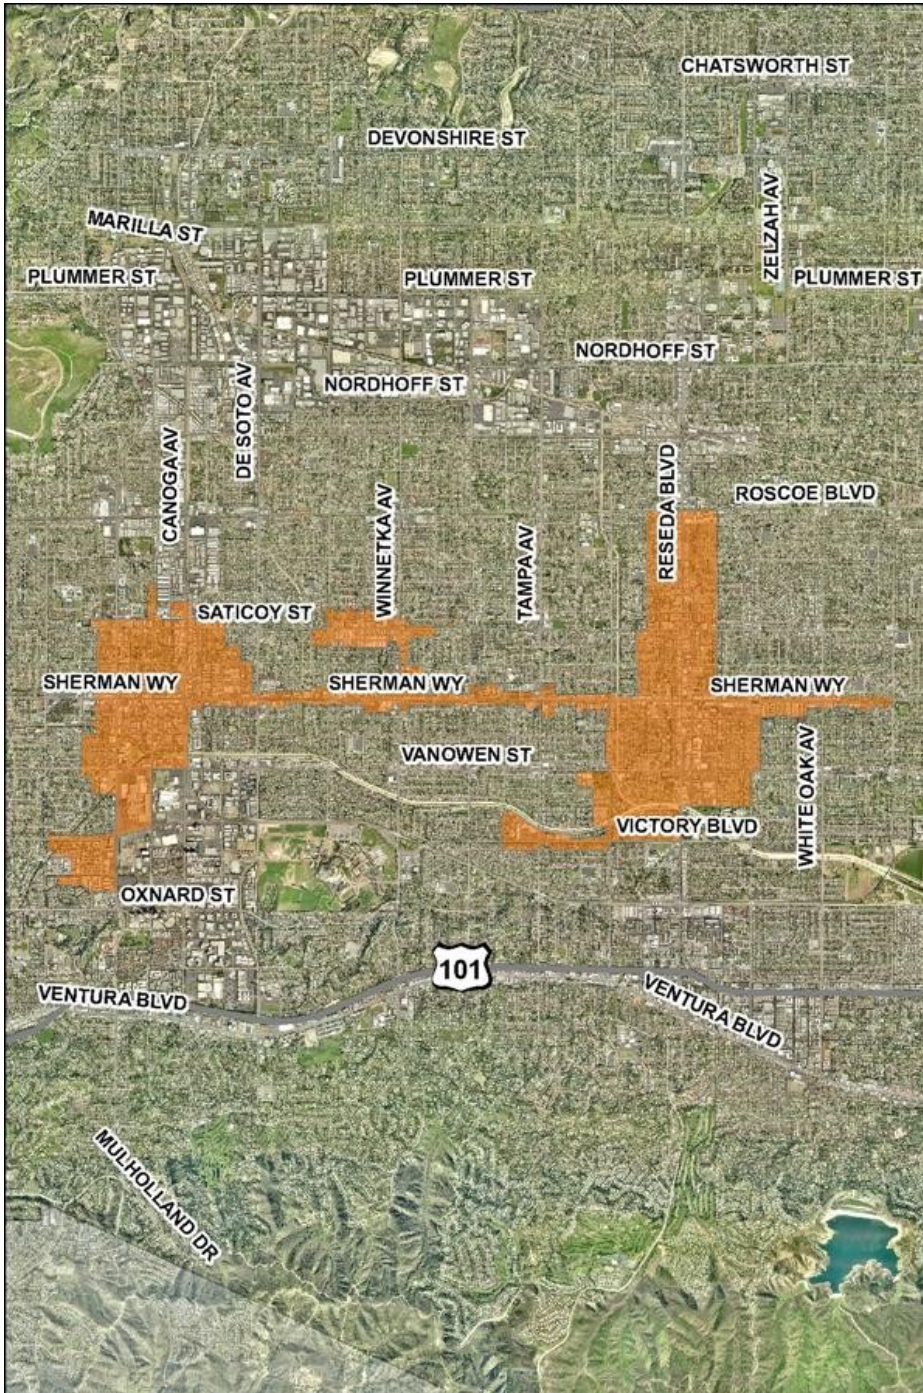 CHATSWORTH ST
DEVONSHIRE ST
ZELZAH AV
MARILLA ST
PLUMMER ST
PLUMMER ST
PLUMMER ST
NORDHOFF ST
NORDHOFF ST
DE SOTO AV
CANOGA AV
WINNETKA AV
TAMPA AV
RESEDA BLVD
ROSCOE BLVD
SATICOY ST
SHERMAN WY
SHERMAN WY
SHERMAN WY
VANOWEN ST
WHITE OAK AV
VICTORY BLVD
OXNARD ST
101
VENTURA BLVD
VENTURA BLVD
MULHOLLAND DR